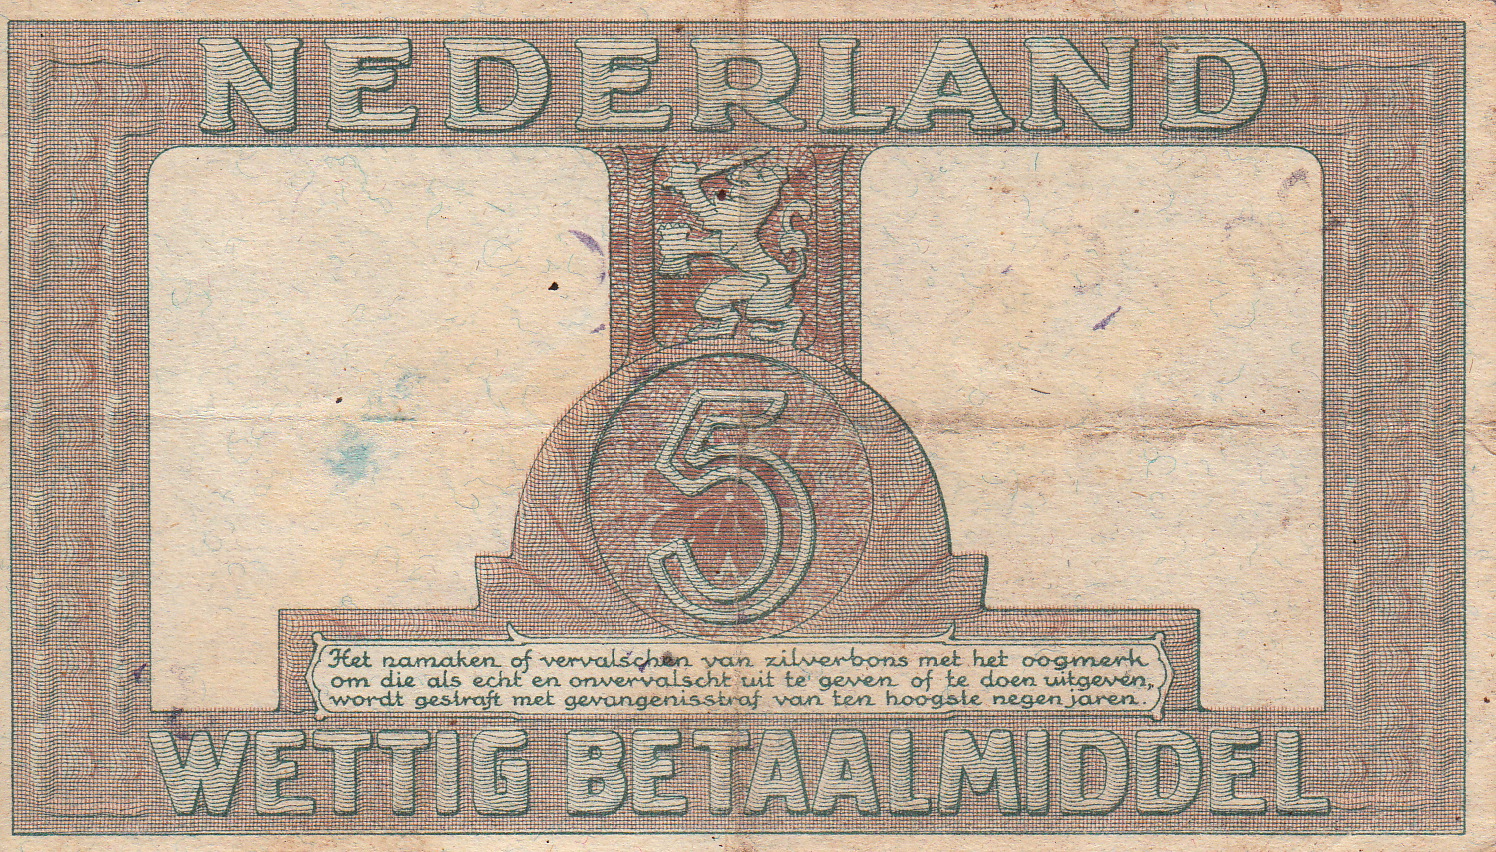 NEDERLAND
5
Het namaken of vervalschen van zilverbons met het oogmerk
om die als echt en onvervalscht uit te geven of te doen uitgeven,
wordt gestraft met gevangenisstraf van ten hoogste negen jaren.
WETTIG BETAALMIDDEL